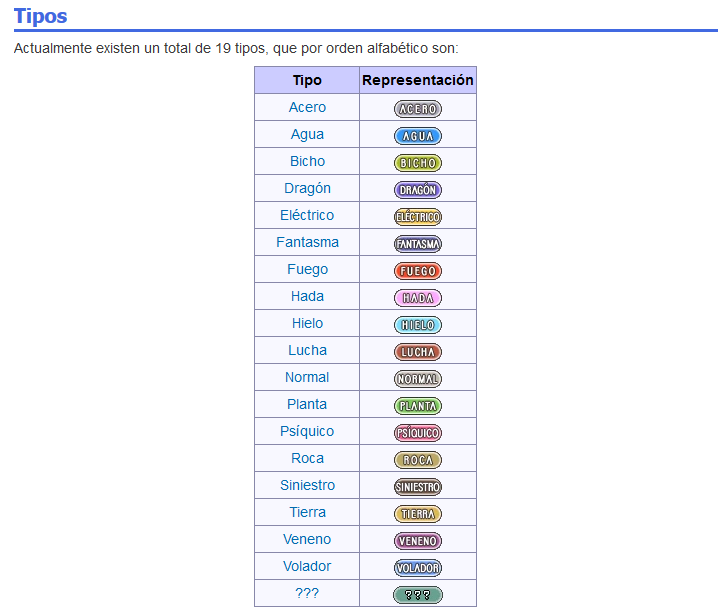 Tipos
Actualmente existen un total de 19 tipos, que por orden alfabético son:
Tipo Representación
Acero ACERO
Agua AGUA
Bicho BICHO
Dragón DRAGÓN
Eléctrico ELÉCTRICO
Fantasma FANTASMA
Fuego FUEGO
Hada HADA
Hielo HIELO
Lucha LUCHA
Normal NORMAL
Planta PLANTA
Psíquico PSÍQUICO
Roca ROCA
Siniestro SINIESTRO
Tierra TIERRA
Veneno VENENO
Volador VOLADOR
??? ???